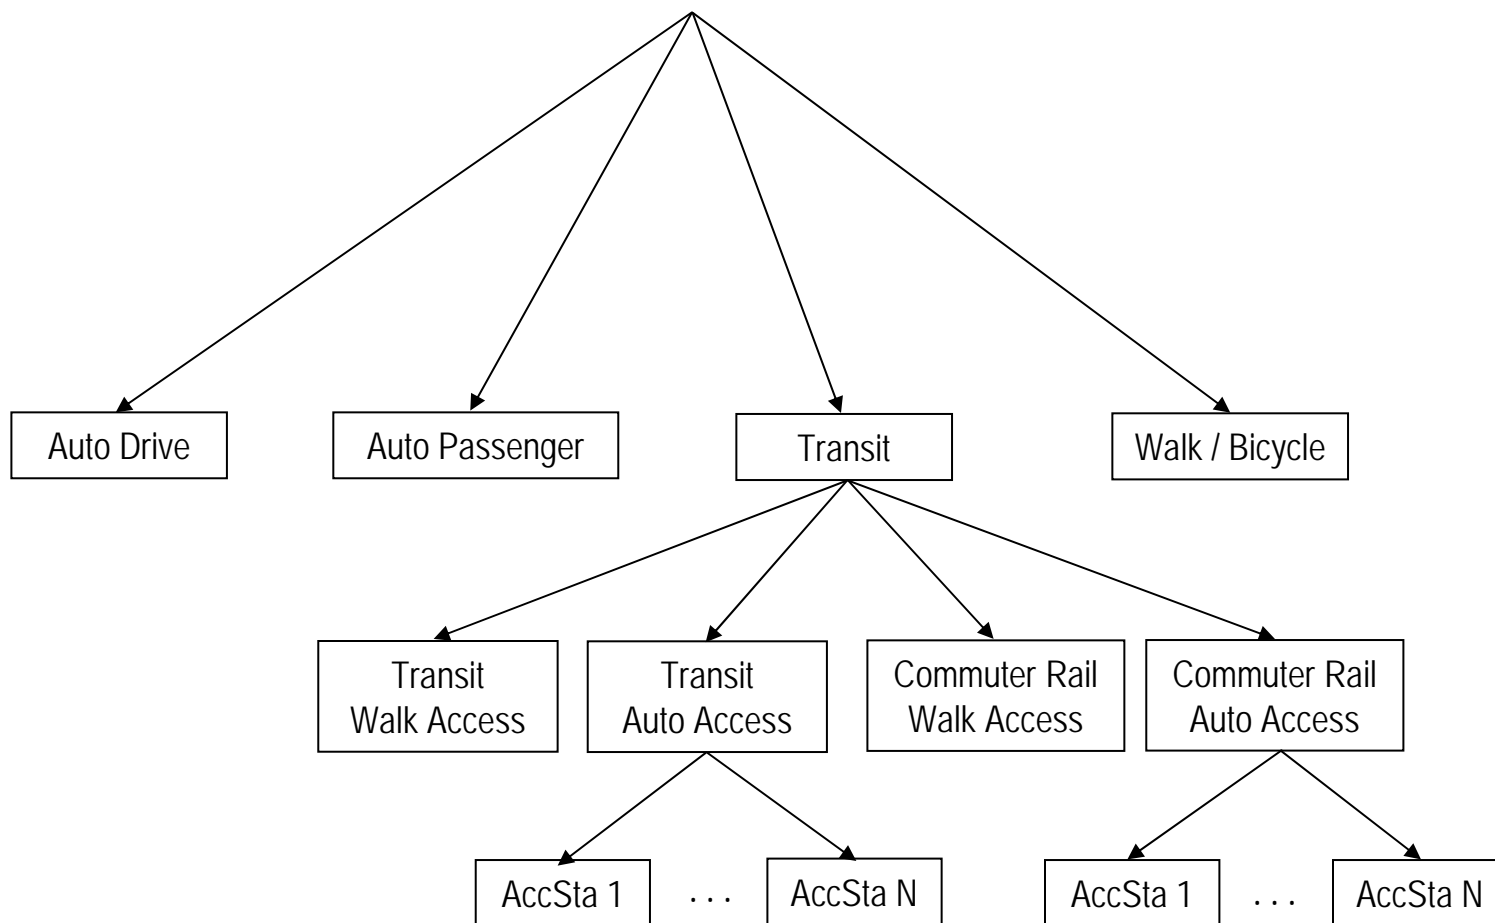 Auto Drive
Auto Passenger
Transit
Walk / Bicycle
Transit
Walk Access
Transit
Auto Access
Commuter Rail
Walk Access
Commuter Rail
Auto Access
AccSta 1
. . .
AccSta N
AccSta 1
. . .
AccSta N